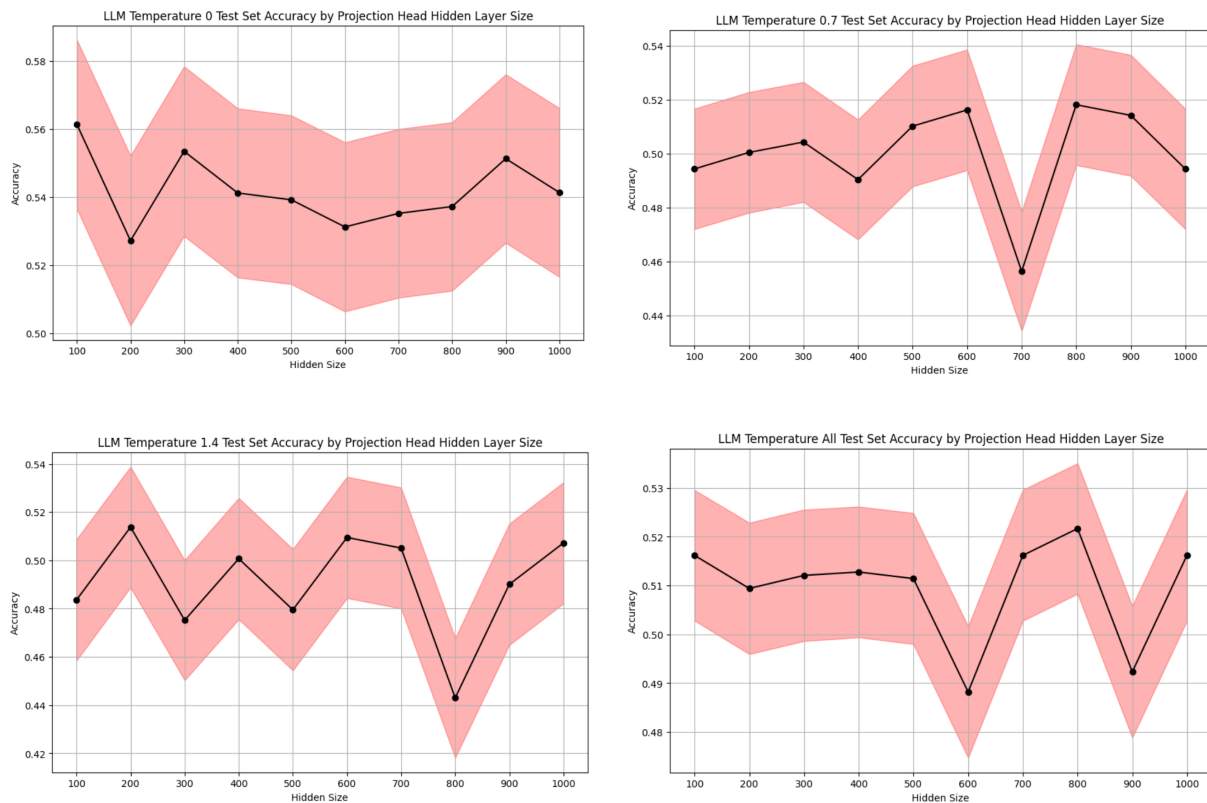 LLM Temperature 0 Test Set Accuracy by Projection Head Hidden Layer Size
0.58
0.56
0.54
0.52
0.50
Accuracy
100 200 300 400 500 600 700 800 900 1000
Hidden Size
LLM Temperature 0.7 Test Set Accuracy by Projection Head Hidden Layer Size
0.54
0.52
0.50
0.48
0.46
0.44
Accuracy
100 200 300 400 500 600 700 800 900 1000
Hidden Size
LLM Temperature 1.4 Test Set Accuracy by Projection Head Hidden Layer Size
0.54
0.52
0.50
0.48
0.46
0.44
0.42
Accuracy
100 200 300 400 500 600 700 800 900 1000
Hidden Size
LLM Temperature All Test Set Accuracy by Projection Head Hidden Layer Size
0.53
0.52
0.51
0.50
0.49
0.48
Accuracy
100 200 300 400 500 600 700 800 900 1000
Hidden Size